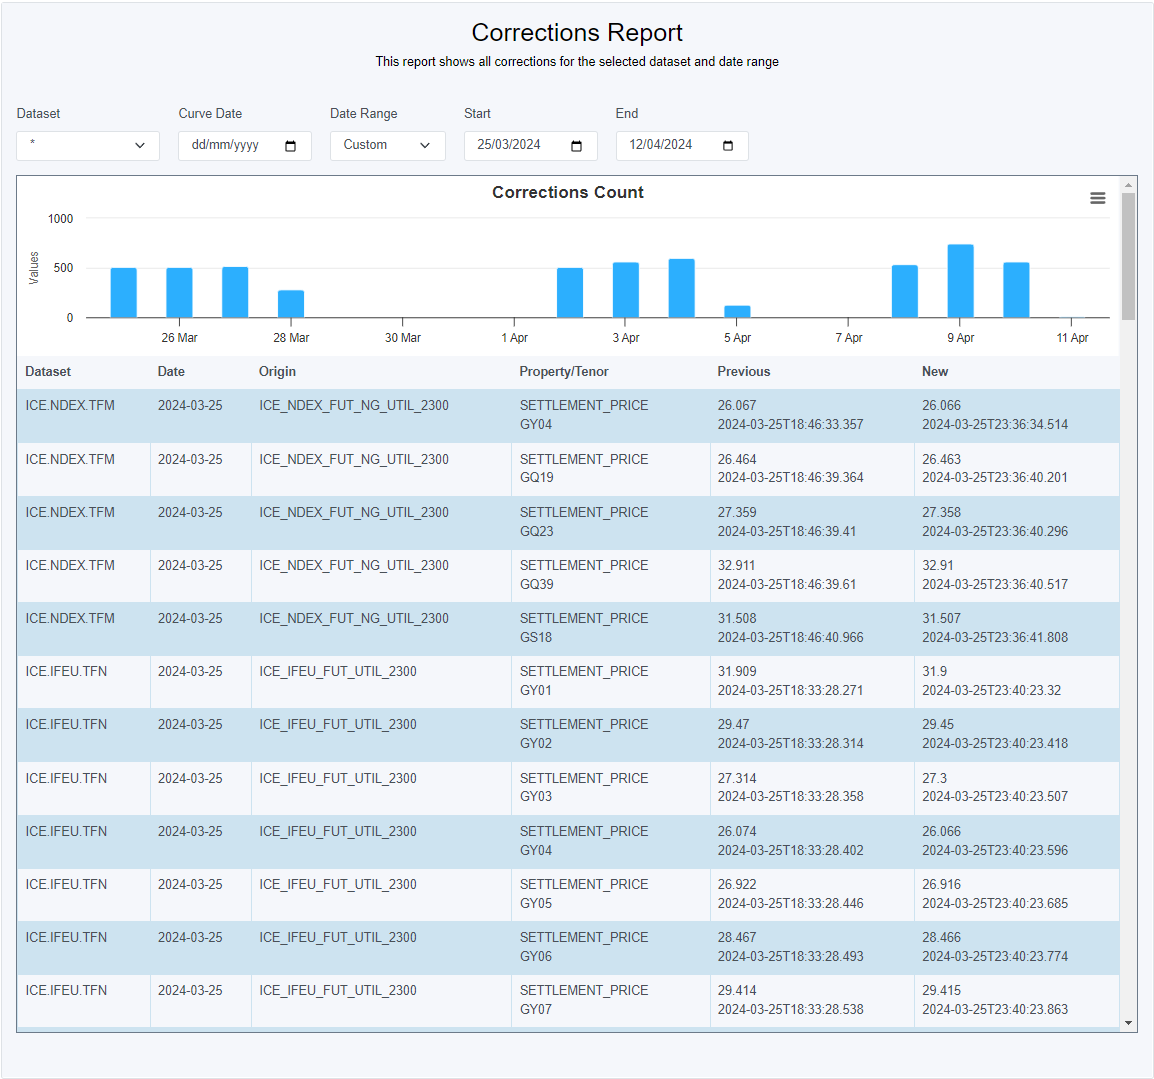 Corrections Report
This report shows all corrections for the selected dataset and date range
Dataset Curve Date Date Range Start End
* dd/mm/yyyy Custom 25/03/2024 12/04/2024
Corrections Count
1000
500
0
Values
26 Mar 28 Mar 30 Mar 1 Apr 3 Apr 5 Apr 7 Apr 9 Apr 11 Apr
Dataset Date Origin Property/Tenor Previous New
ICE.NDEX.TFM 2024-03-25 ICE_NDEX_FUT_NG_UTIL_2300 SETTLEMENT_PRICE 26.067 26.066
GY04 2024-03-25T18:46:33.357 2024-03-25T23:36:34.514
ICE.NDEX.TFM 2024-03-25 ICE_NDEX_FUT_NG_UTIL_2300 SETTLEMENT_PRICE 26.464 26.463
GQ19 2024-03-25T18:46:39.364 2024-03-25T23:36:40.201
ICE.NDEX.TFM 2024-03-25 ICE_NDEX_FUT_NG_UTIL_2300 SETTLEMENT_PRICE 27.359 27.358
GQ23 2024-03-25T18:46:39.41 2024-03-25T23:36:40.296
ICE.NDEX.TFM 2024-03-25 ICE_NDEX_FUT_NG_UTIL_2300 SETTLEMENT_PRICE 32.911 32.91
GQ39 2024-03-25T18:46:39.61 2024-03-25T23:36:40.517
ICE.NDEX.TFM 2024-03-25 ICE_NDEX_FUT_NG_UTIL_2300 SETTLEMENT_PRICE 31.508 31.507
GS18 2024-03-25T18:46:40.966 2024-03-25T23:36:41.808
ICE.IFEU.TFN 2024-03-25 ICE_IFEU_FUT_UTIL_2300 SETTLEMENT_PRICE 31.909 31.9
GY01 2024-03-25T18:33:28.271 2024-03-25T23:40:23.32
ICE.IFEU.TFN 2024-03-25 ICE_IFEU_FUT_UTIL_2300 SETTLEMENT_PRICE 29.47 29.45
GY02 2024-03-25T18:33:28.314 2024-03-25T23:40:23.418
ICE.IFEU.TFN 2024-03-25 ICE_IFEU_FUT_UTIL_2300 SETTLEMENT_PRICE 27.314 27.3
GY03 2024-03-25T18:33:28.358 2024-03-25T23:40:23.507
ICE.IFEU.TFN 2024-03-25 ICE_IFEU_FUT_UTIL_2300 SETTLEMENT_PRICE 26.074 26.066
GY04 2024-03-25T18:33:28.402 2024-03-25T23:40:23.596
ICE.IFEU.TFN 2024-03-25 ICE_IFEU_FUT_UTIL_2300 SETTLEMENT_PRICE 26.922 26.916
GY05 2024-03-25T18:33:28.446 2024-03-25T23:40:23.685
ICE.IFEU.TFN 2024-03-25 ICE_IFEU_FUT_UTIL_2300 SETTLEMENT_PRICE 28.467 28.466
GY06 2024-03-25T18:33:28.493 2024-03-25T23:40:23.774
ICE.IFEU.TFN 2024-03-25 ICE_IFEU_FUT_UTIL_2300 SETTLEMENT_PRICE 29.414 29.415
GY07 2024-03-25T18:33:28.538 2024-03-25T23:40:23.863